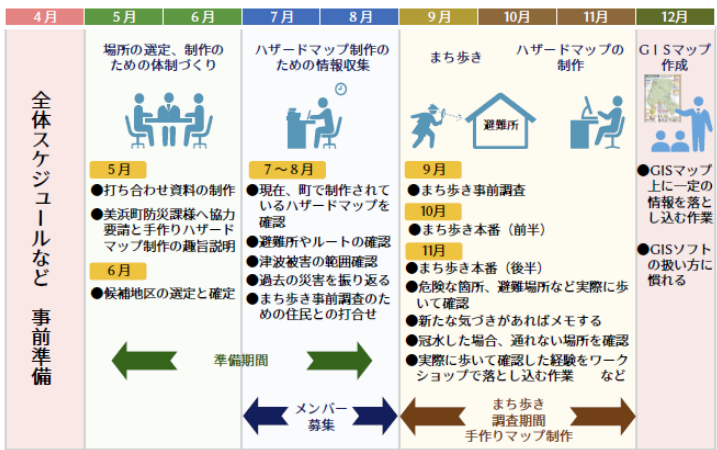 4月
5月
6月
7月
8月
9月
10月
11月
12月
全体スケジュールなど 事前準備
場所の選定、制作の
ための体制づくり
5月
●打ち合わせ資料の制作
●美浜町防災課様へ協力
要請と手作りハザード
マップ制作の趣旨説明
6月
●候補地区の選定と確定
ハザードマップ制作の
ための情報収集
7～8月
●現在、町で制作されて
いるハザードマップを
確認
●避難所やルートの確認
●津波被害の範囲確認
●過去の災害を振り返る
●まち歩き事前調査のた
めの住民との打合せ
準備期間
メンバー
募集
まち歩き
ハザードマップの
制作
避難所
9月
●まち歩き事前調査
10月
●まち歩き本番（前半）
11月
●まち歩き本番（後半）
●危険な箇所、避難場所など実際に歩
いて確認
●新たな気づきがあればメモする
●冠水した場合、通れない場所を確認
●実際に歩いて確認した経験をワーク
ショップで落とし込む作業 など
まち歩き
調査期間
手作りマップ制作
GISマップ
作成
●GISマップ
上に一定の
情報を落と
し込む作業
●GISソフト
の扱い方に
慣れる